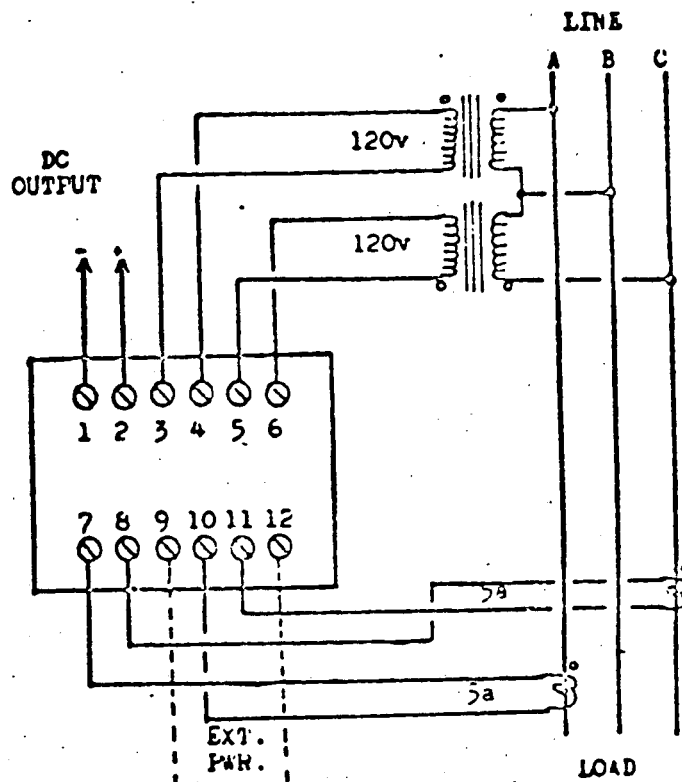 LINE
A B C
120v
DC
OUTPUT
120v
- +
1 2 3 4 5 6
7 8 9 10 11 12
5a
5a
EXT.
PWR.
LOAD